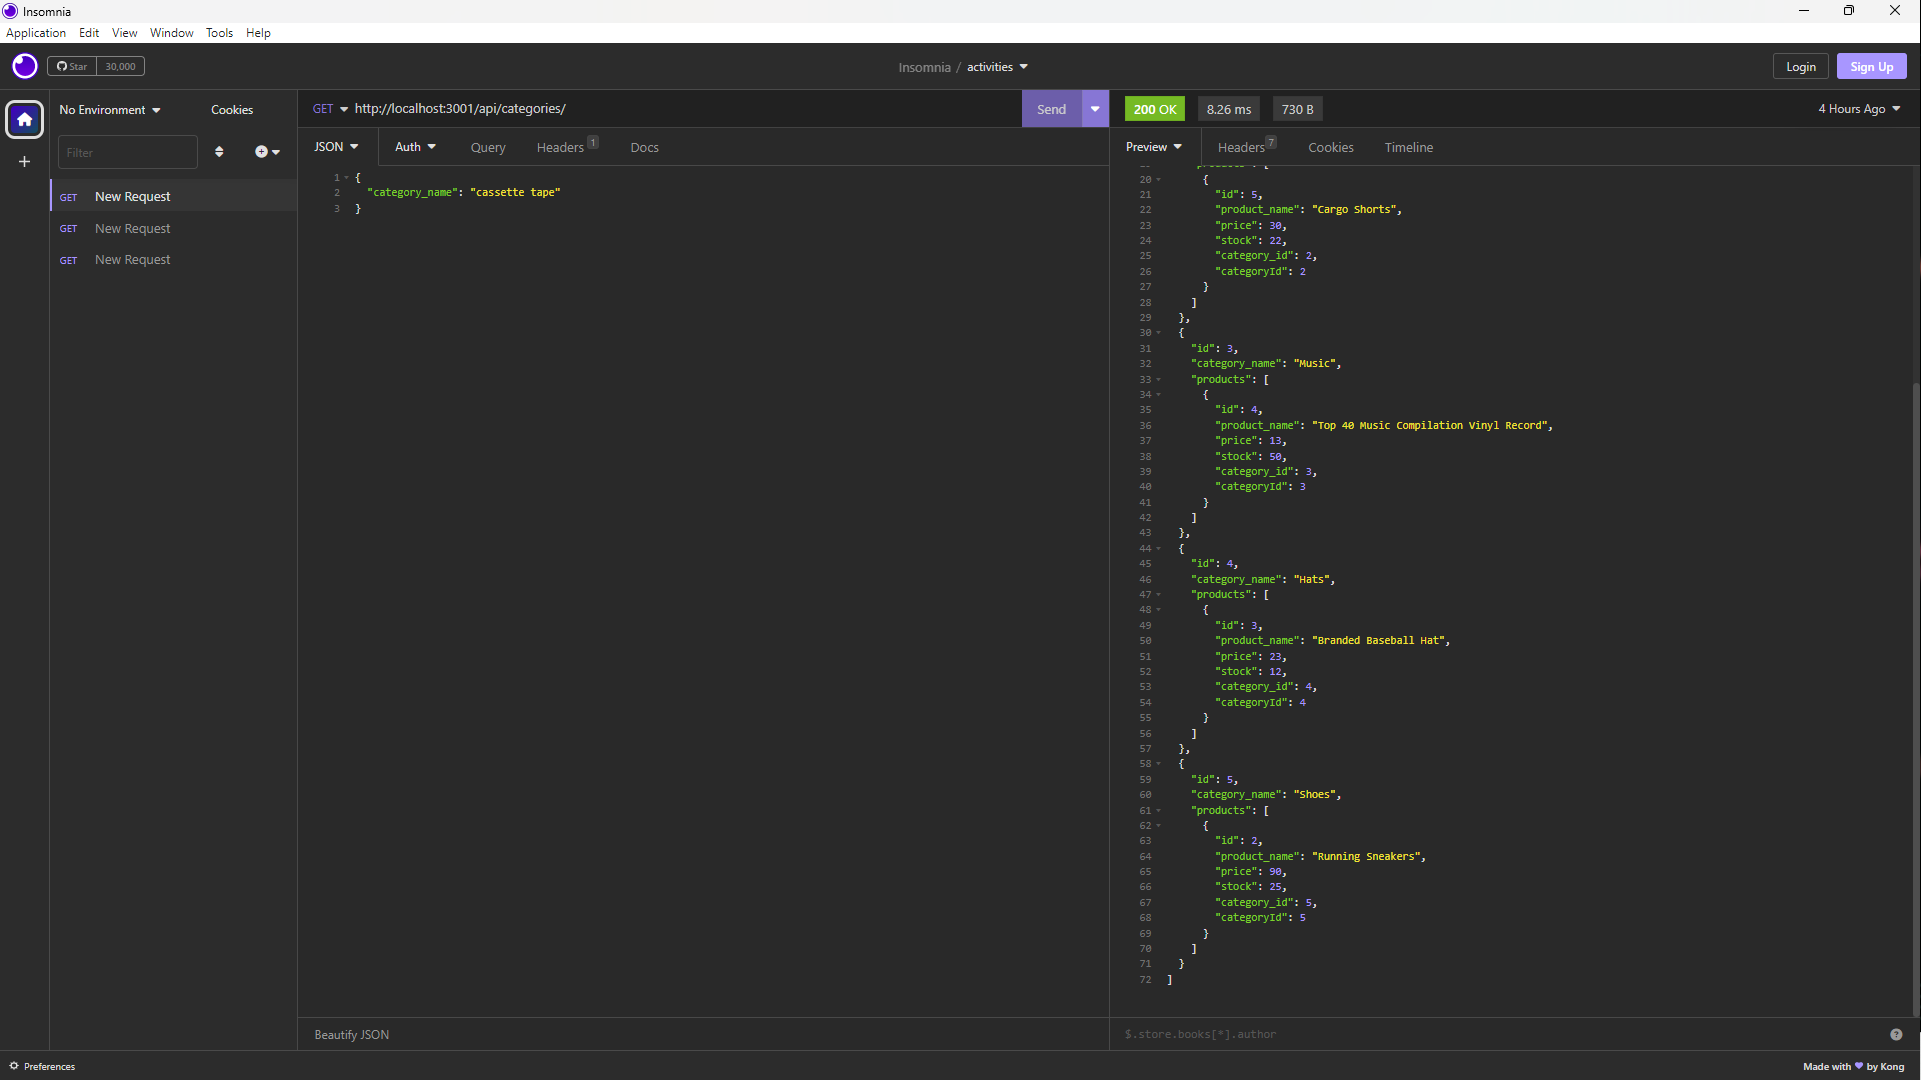 Insomnia
Application Edit View Window Tools Help
Star 30,000
Insomnia / activities
Login Sign Up
No Environment Cookies
Filter
GET New Request
GET New Request
GET New Request
GET http://localhost:3001/api/categories/ Send
JSON Auth Query Headers 1 Docs
1 {
2 "category_name": "cassette tape"
3 }
Beautify JSON
200 OK 8.26 ms 730 B 4 Hours Ago
Preview Headers 7 Cookies Timeline
20 {
21 "id": 5,
22 "product_name": "Cargo Shorts",
23 "price": 30,
24 "stock": 22,
25 "category_id": 2,
26 "categoryId": 2
27 }
28 ]
29 },
30 {
31 "id": 3,
32 "category_name": "Music",
33 "products": [
34 {
35 "id": 4,
36 "product_name": "Top 40 Music Compilation Vinyl Record",
37 "price": 13,
38 "stock": 50,
39 "category_id": 3,
40 "categoryId": 3
41 }
42 ]
43 },
44 {
45 "id": 4,
46 "category_name": "Hats",
47 "products": [
48 {
49 "id": 3,
50 "product_name": "Branded Baseball Hat",
51 "price": 23,
52 "stock": 12,
53 "category_id": 4,
54 "categoryId": 4
55 }
56 ]
57 },
58 {
59 "id": 5,
60 "category_name": "Shoes",
61 "products": [
62 {
63 "id": 2,
64 "product_name": "Running Sneakers",
65 "price": 90,
66 "stock": 25,
67 "category_id": 5,
68 "categoryId": 5
69 }
70 ]
71 }
72 ]
$.store.books[*].author
Preferences
Made with ♥ by Kong